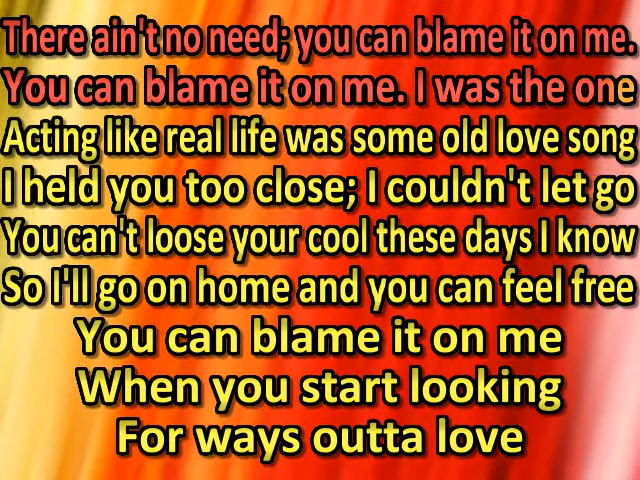 There ain't no need; you can blame it on me.
You can blame it on me. I was the one
Acting like real life was some old love song
I held you too close; I couldn't let go
You can't loose your cool these days I know
So I'll go on home and you can feel free
You can blame it on me
When you start looking
For ways outta love